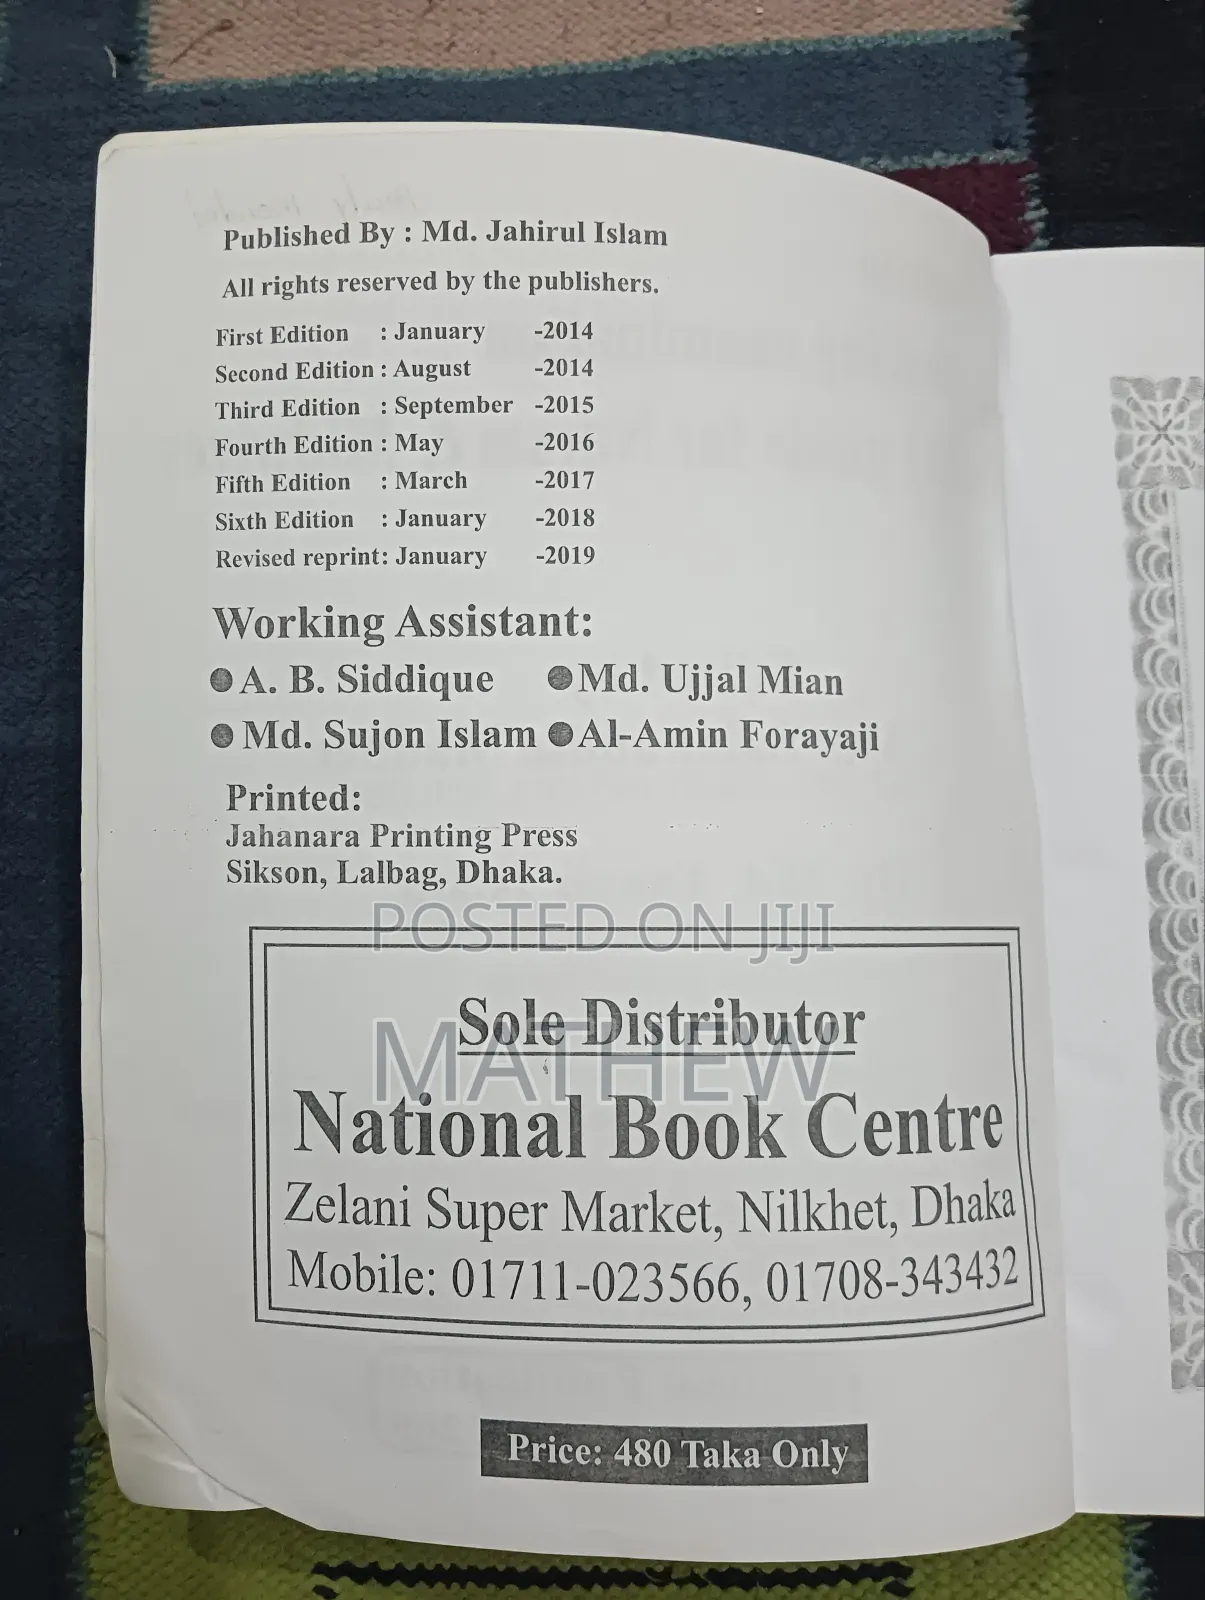 Published By : Md. Jahirul Islam
All rights reserved by the publishers.
First Edition : January -2014
Second Edition : August -2014
Third Edition : September -2015
Fourth Edition : May -2016
Fifth Edition : March -2017
Sixth Edition : January -2018
Revised reprint: January -2019
Working Assistant:
● A. B. Siddique ● Md. Ujjal Mian
● Md. Sujon Islam ● Al-Amin Forayaji
Printed:
Jahanara Printing Press
Sikson, Lalbag, Dhaka.
POSTED ON JIJI
Sole Distributor
MATHEW
National Book Centre
Zelani Super Market, Nilkhet, Dhaka
Mobile: 01711-023566, 01708-343432
Price: 480 Taka Only